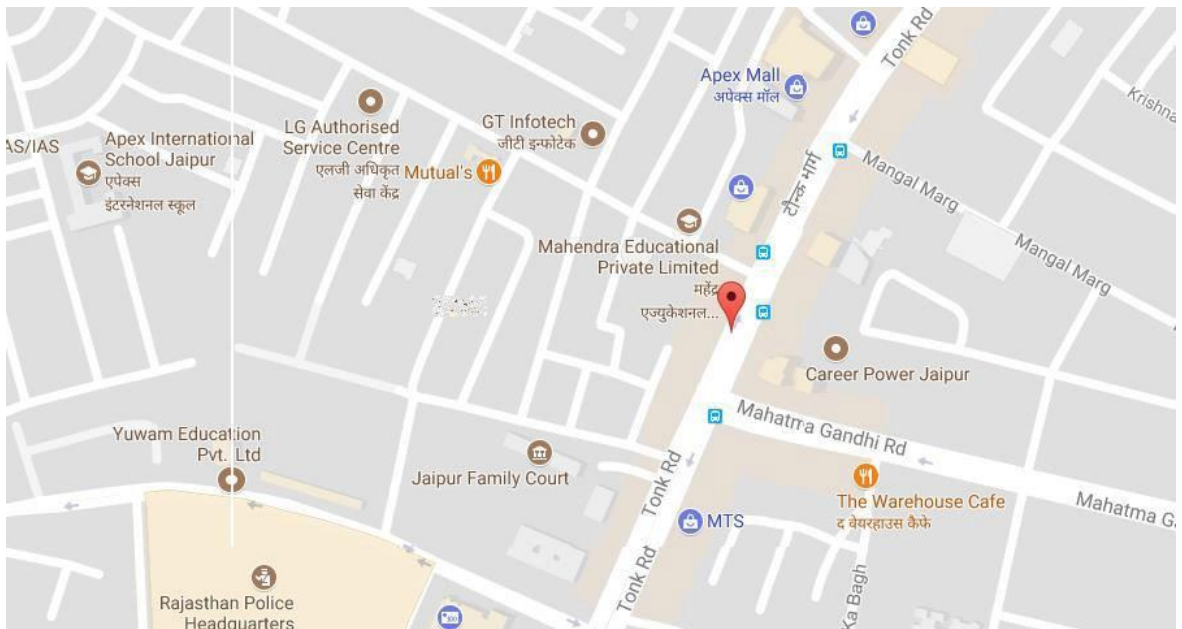 Tonk Rd
Apex Mall
अपेक्स मॉल
Krishna
AS/IAS
Apex International
School Jaipur
एपेक्स
इंटरनेशनल स्कूल
LG Authorised
Service Centre
एलजी अधिकृत
सेवा केंद्र
GT Infotech
जीटी इन्फोटेक
Mutual's
टोंक मार्ग
Mangal Marg
Mangal Marg
Mahendra Educational
Private Limited
महेंद्र
एज्युकेशनल...
Career Power Jaipur
Mahatma Gandhi Rd
Yuwam Education
Pvt. Ltd
Jaipur Family Court
Tonk Rd
The Warehouse Cafe
द वेयरहाउस कैफे
Mahatma G
MTS
Tonk Rd
Ka Bagh
Rajasthan Police
Headquarters